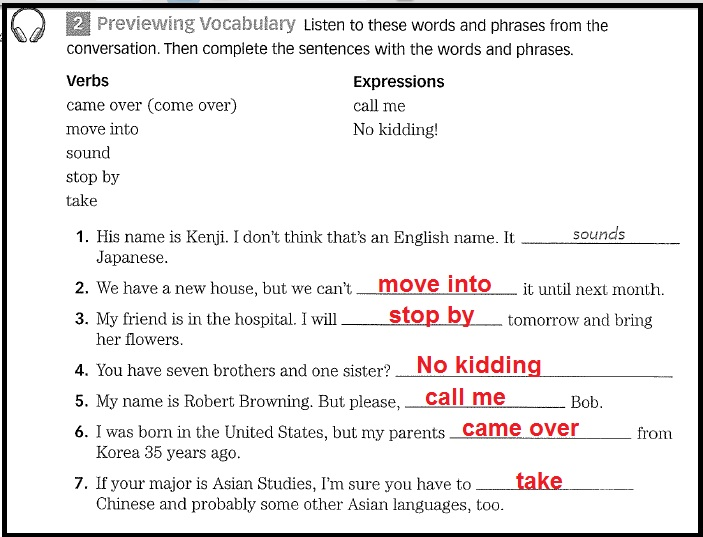 2 Previewing Vocabulary Listen to these words and phrases from the
conversation. Then complete the sentences with the words and phrases.
Verbs
came over (come over)
move into
sound
stop by
take
Expressions
call me
No kidding!
1. His name is Kenji. I don't think that's an English name. It sounds
Japanese.
2. We have a new house, but we can't move into it until next month.
3. My friend is in the hospital. I will stop by tomorrow and bring
her flowers.
4. You have seven brothers and one sister? No kidding
5. My name is Robert Browning. But please, call me Bob.
6. I was born in the United States, but my parents came over from
Korea 35 years ago.
7. If your major is Asian Studies, I'm sure you have to take
Chinese and probably some other Asian languages, too.